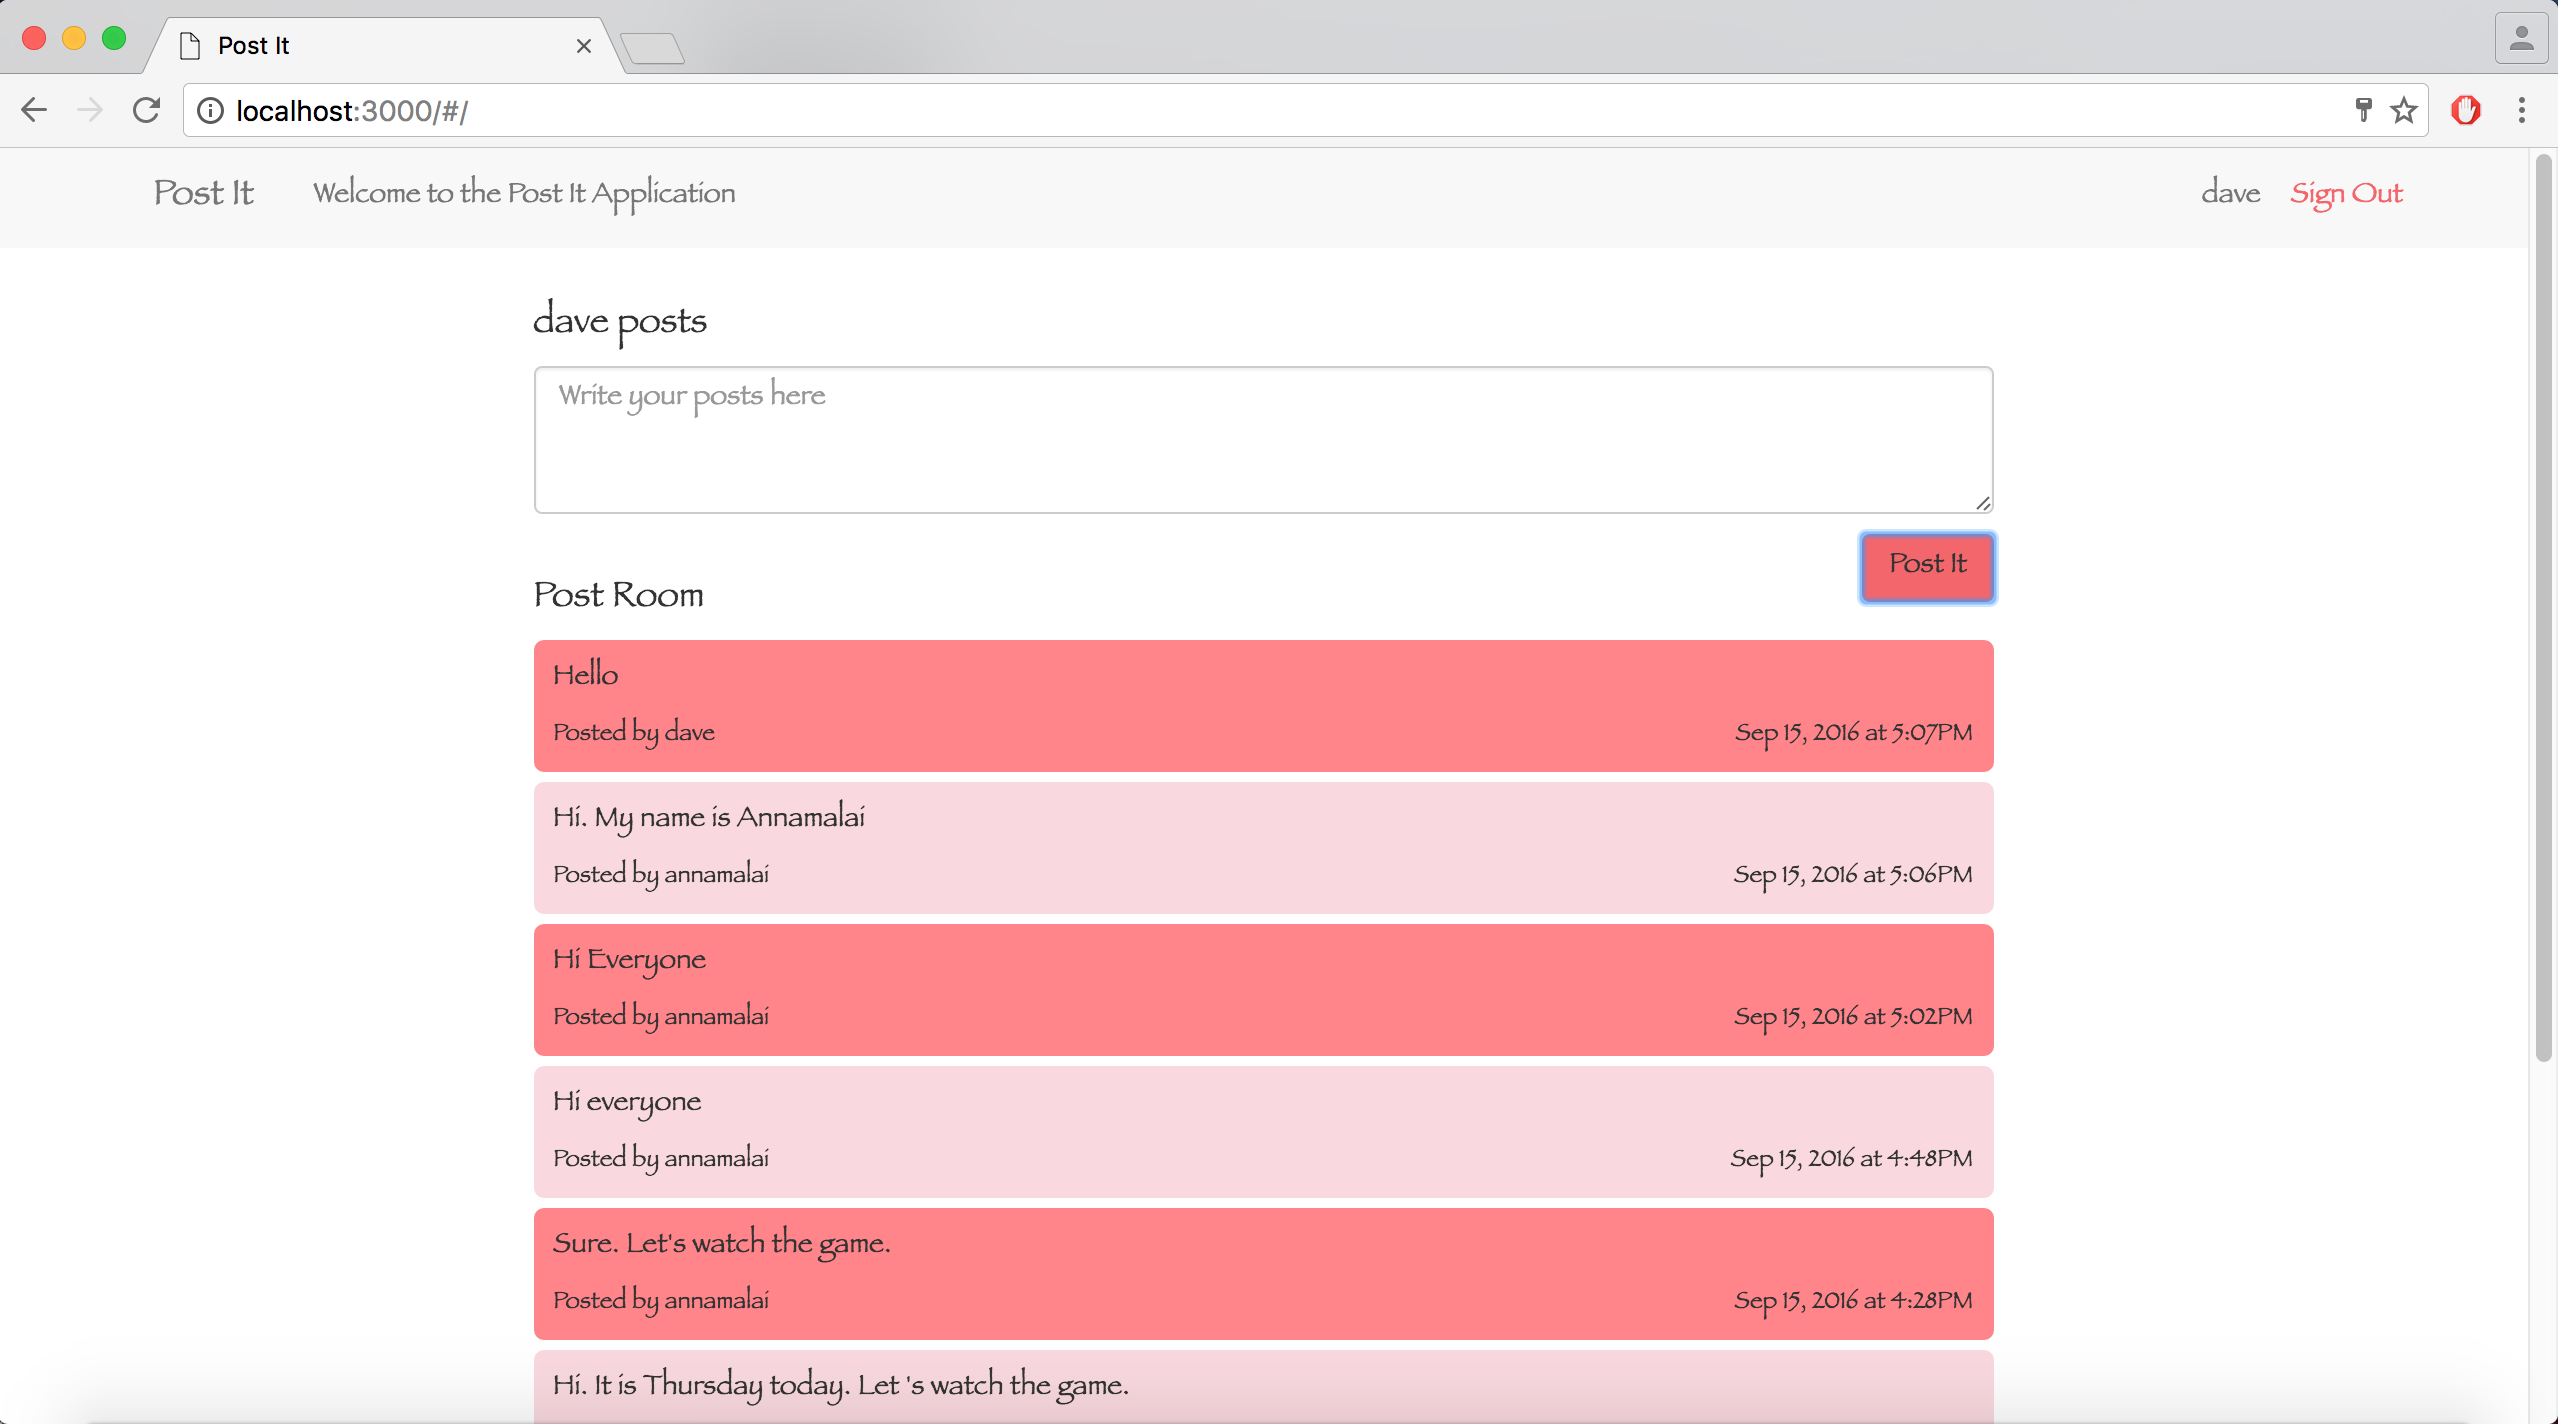 Post It
localhost:3000/#/
Post It Welcome to the Post It Application dave Sign Out
dave posts
Write your posts here
Post It
Post Room
Hello
Posted by dave Sep 15, 2016 at 5:07PM
Hi. My name is Annamalai
Posted by annamalai Sep 15, 2016 at 5:06PM
Hi Everyone
Posted by annamalai Sep 15, 2016 at 5:02PM
Hi everyone
Posted by annamalai Sep 15, 2016 at 4:48PM
Sure. Let's watch the game.
Posted by annamalai Sep 15, 2016 at 4:28PM
Hi. It is Thursday today. Let 's watch the game.